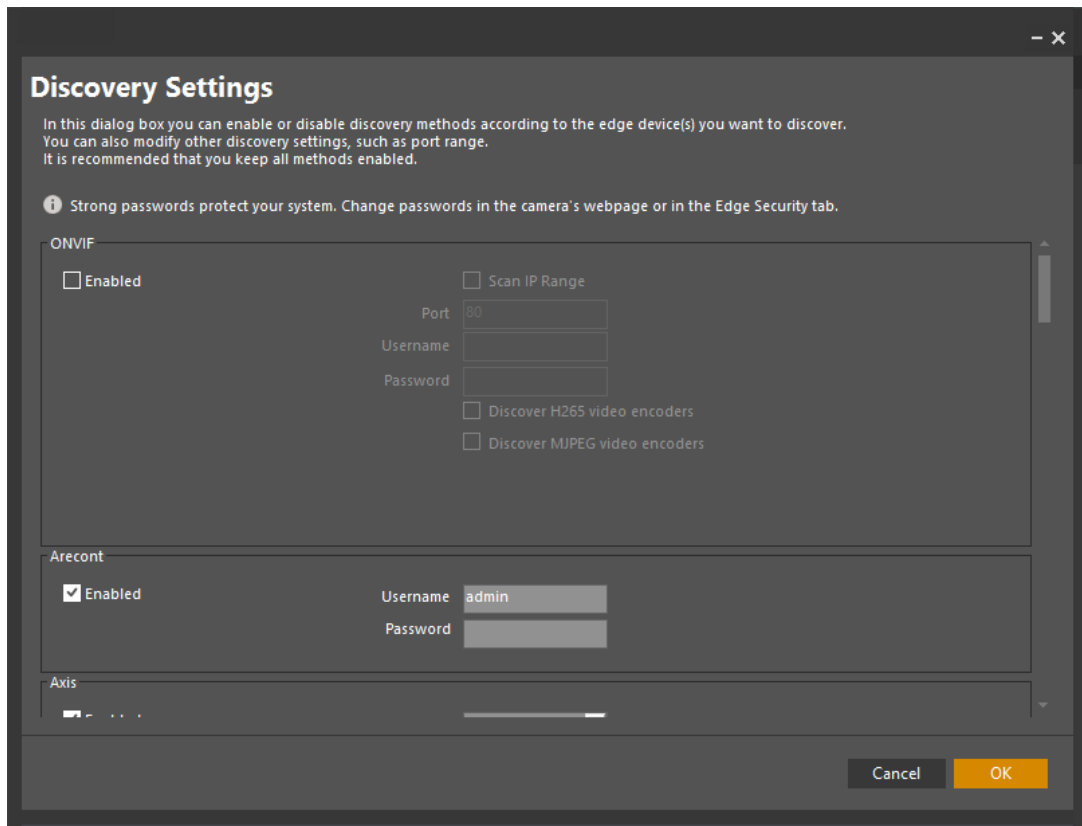 Discovery Settings
In this dialog box you can enable or disable discovery methods according to the edge device(s) you want to discover.
You can also modify other discovery settings, such as port range.
It is recommended that you keep all methods enabled.
Strong passwords protect your system. Change passwords in the camera's webpage or in the Edge Security tab.
ONVIF
Enabled
Scan IP Range
Port 80
Username
Password
Discover H265 video encoders
Discover MJPEG video encoders
Arecont
Enabled
Username admin
Password
Axis
Cancel OK